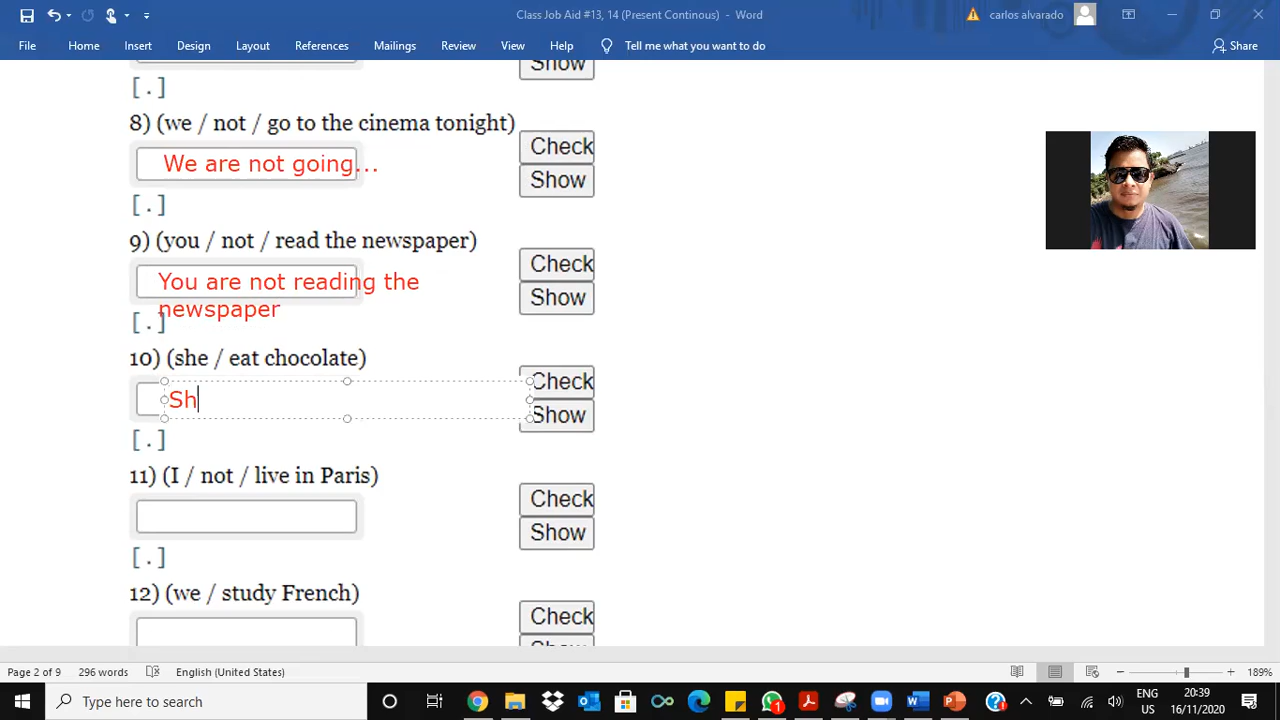 Class Job Aid #13, 14 (Present Continous) - Word
carlos alvarado
File Home Insert Design Layout References Mailings Review View Help Tell me what you want to do Share
Show
[ . ]
8) (we / not / go to the cinema tonight)
Check
We are not going...
Show
[ . ]
9) (you / not / read the newspaper)
Check
You are not reading the
Show
newspaper
[ . ]
10) (she / eat chocolate)
Check
Sh
Show
[ . ]
11) (I / not / live in Paris)
Check
Show
[ . ]
12) (we / study French)
Check
Page 2 of 9 296 words English (United States) 189%
Type here to search
1
ENG
US
20:39
16/11/2020